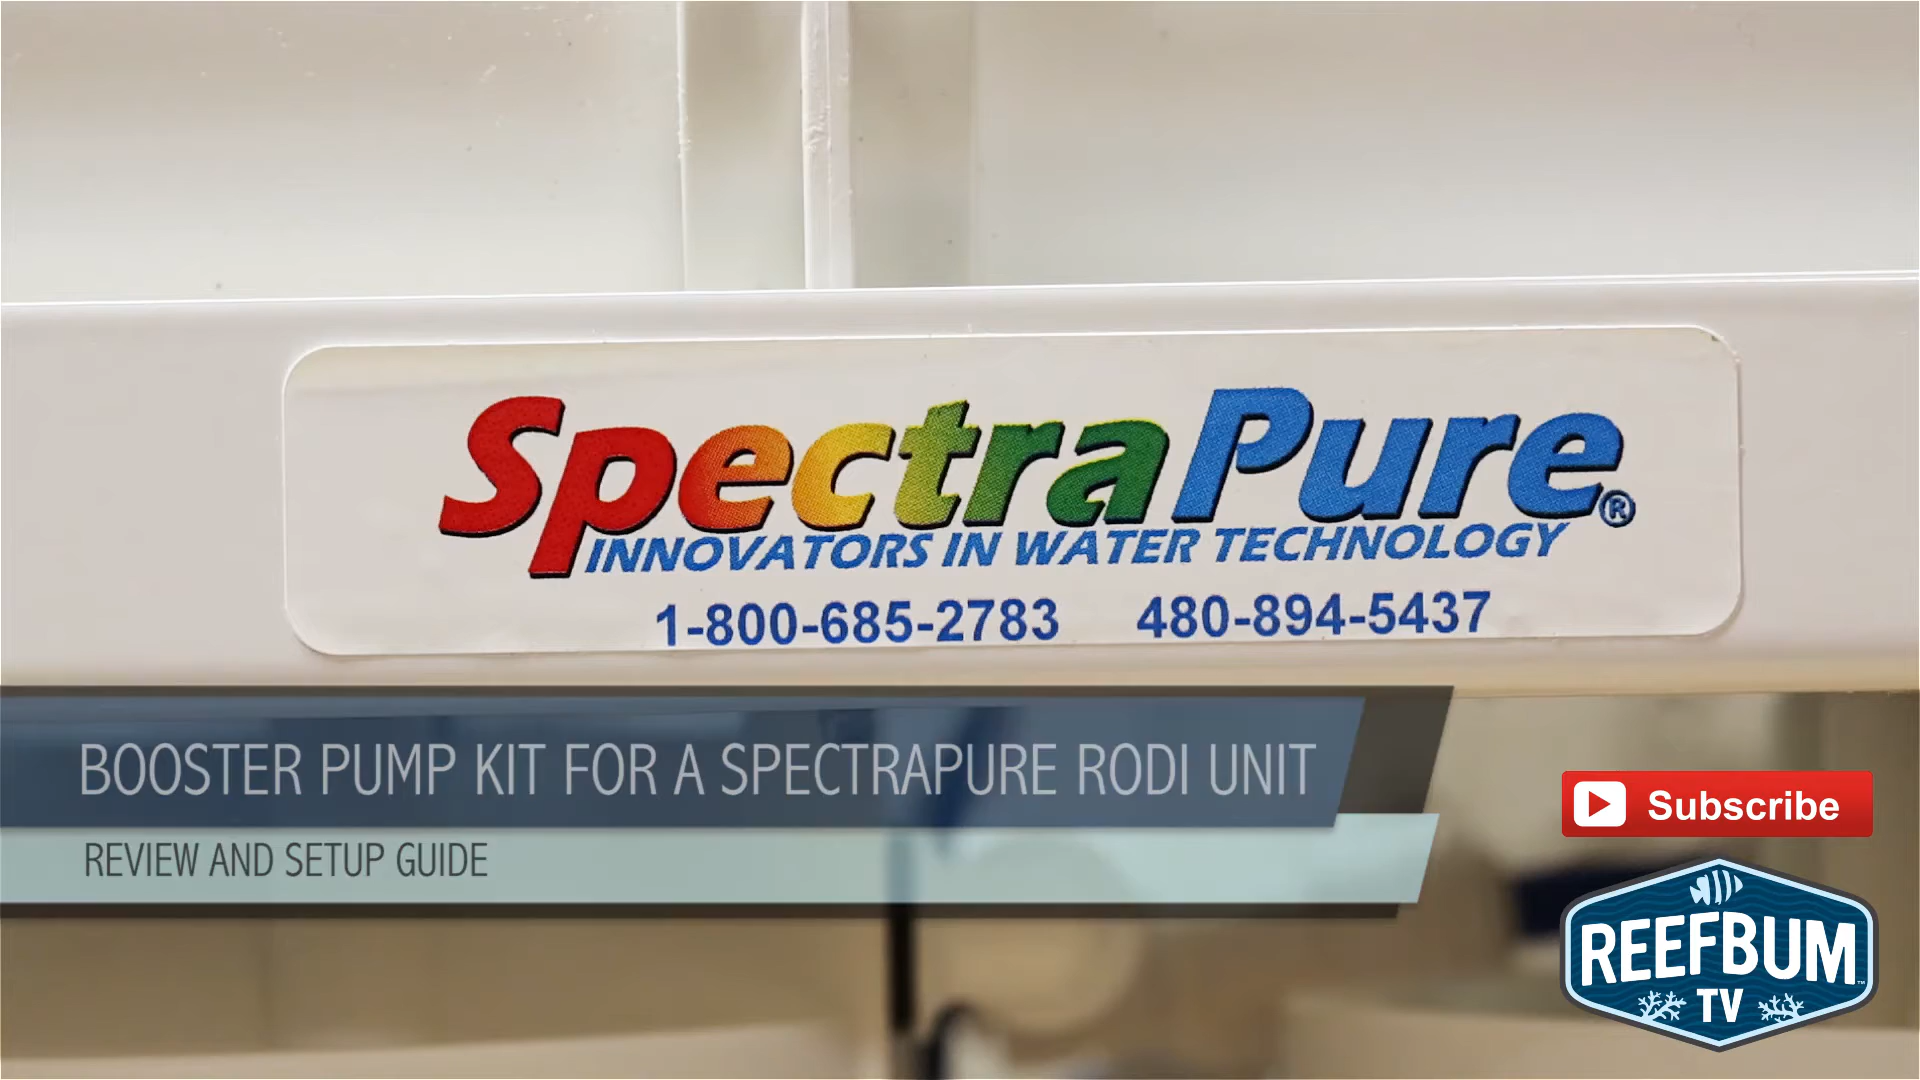 SpectraPure®
INNOVATORS IN WATER TECHNOLOGY
1-800-685-2783 480-894-5437
BOOSTER PUMP KIT FOR A SPECTRAPURE RODI UNIT
REVIEW AND SETUP GUIDE
Subscribe
REEFBUM™
TV